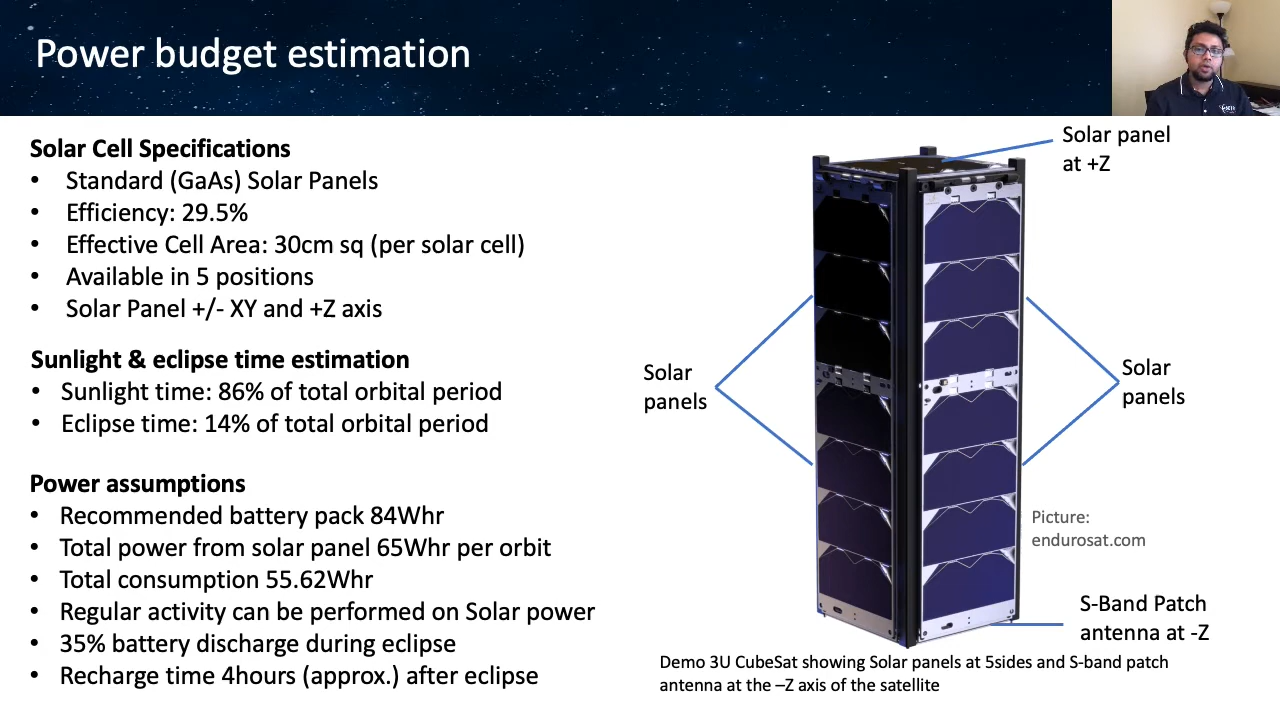 Power budget estimation
Solar Cell Specifications
• Standard (GaAs) Solar Panels
• Efficiency: 29.5%
• Effective Cell Area: 30cm sq (per solar cell)
• Available in 5 positions
• Solar Panel +/- XY and +Z axis
Sunlight & eclipse time estimation
• Sunlight time: 86% of total orbital period
• Eclipse time: 14% of total orbital period
Power assumptions
• Recommended battery pack 84Whr
• Total power from solar panel 65Whr per orbit
• Total consumption 55.62Whr
• Regular activity can be performed on Solar power
• 35% battery discharge during eclipse
• Recharge time 4hours (approx.) after eclipse
Solar panel
at +Z
Solar
panels
Solar
panels
Picture:
endurosat.com
S-Band Patch
antenna at -Z
Demo 3U CubeSat showing Solar panels at 5sides and S-band patch
antenna at the –Z axis of the satellite